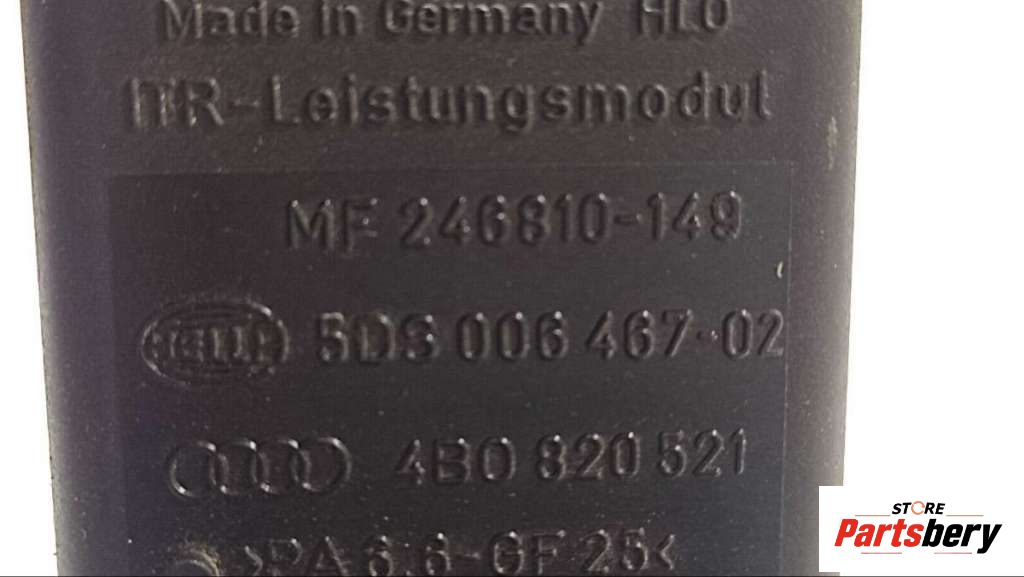 Made in Germany HLO
ITR-Leistungsmodul
MF 246810-149
HELLA 5DS 006 467-02
4B0 820 521
>PA 6.6-GF 25<
STORE
Partsbery